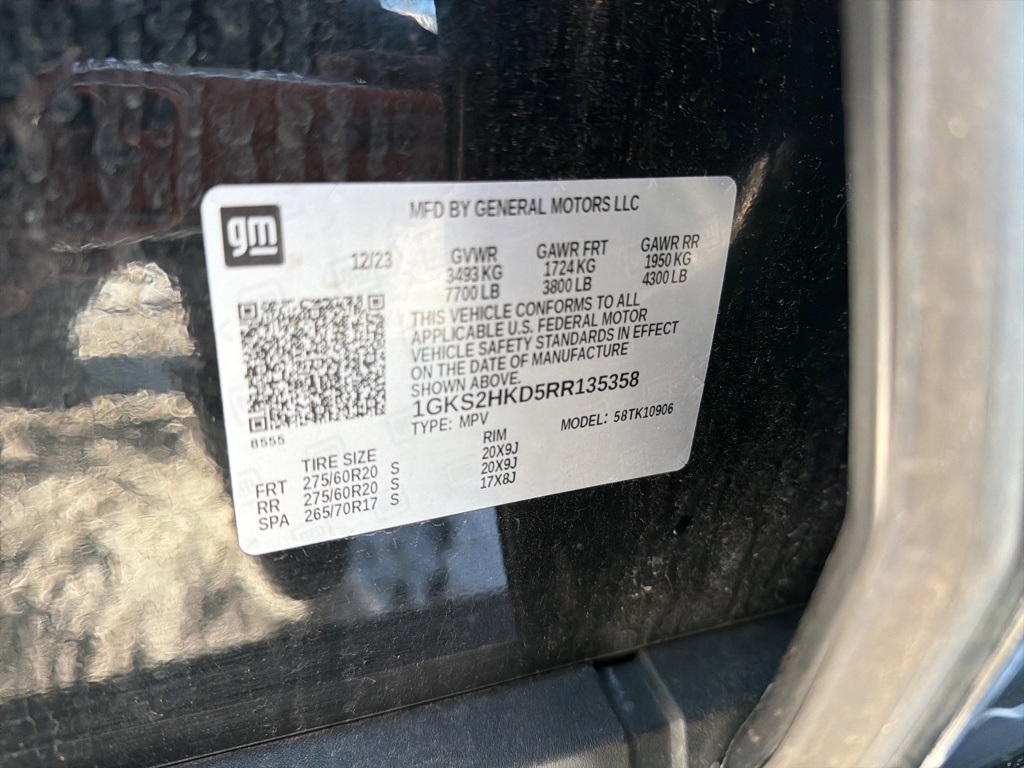 gm
MFD BY GENERAL MOTORS LLC
12/23 GVWR GAWR FRT GAWR RR
3493 KG 1724 KG 1950 KG
7700 LB 3800 LB 4300 LB
THIS VEHICLE CONFORMS TO ALL
APPLICABLE U.S. FEDERAL MOTOR
VEHICLE SAFETY STANDARDS IN EFFECT
ON THE DATE OF MANUFACTURE
SHOWN ABOVE.
1GKS2HKD5RR135358
TYPE: MPV MODEL: 58TK10906
B555
TIRE SIZE RIM
FRT 275/60R20 S 20X9J
RR 275/60R20 S 20X9J
SPA 265/70R17 S 17X8J